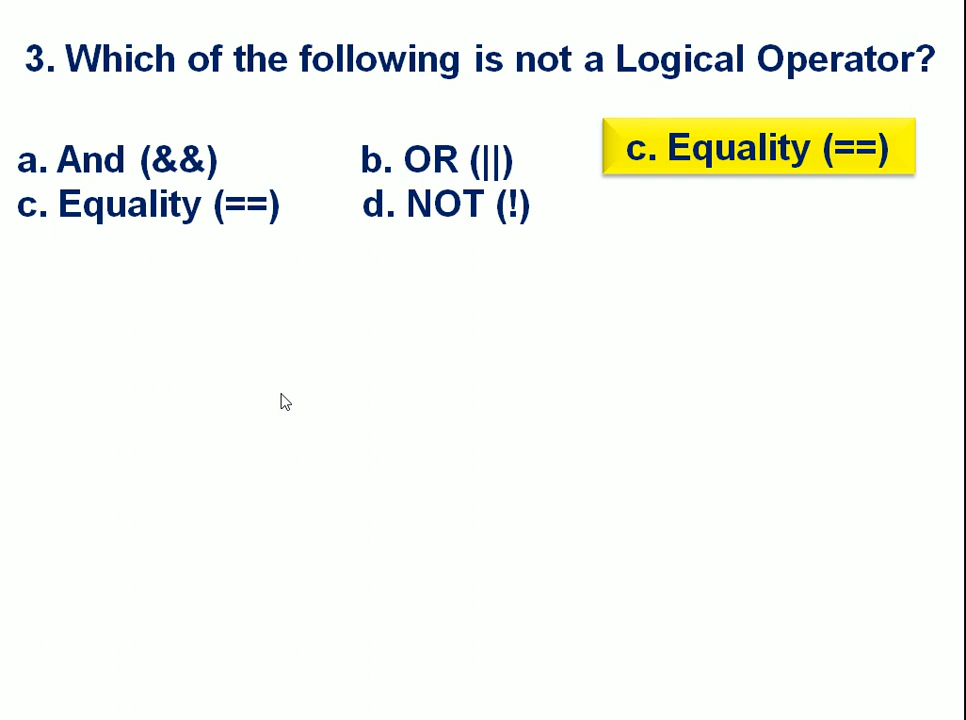 3. Which of the following is not a Logical Operator?
a. And (&&) b. OR (||)
c. Equality (==) d. NOT (!)
c. Equality (==)